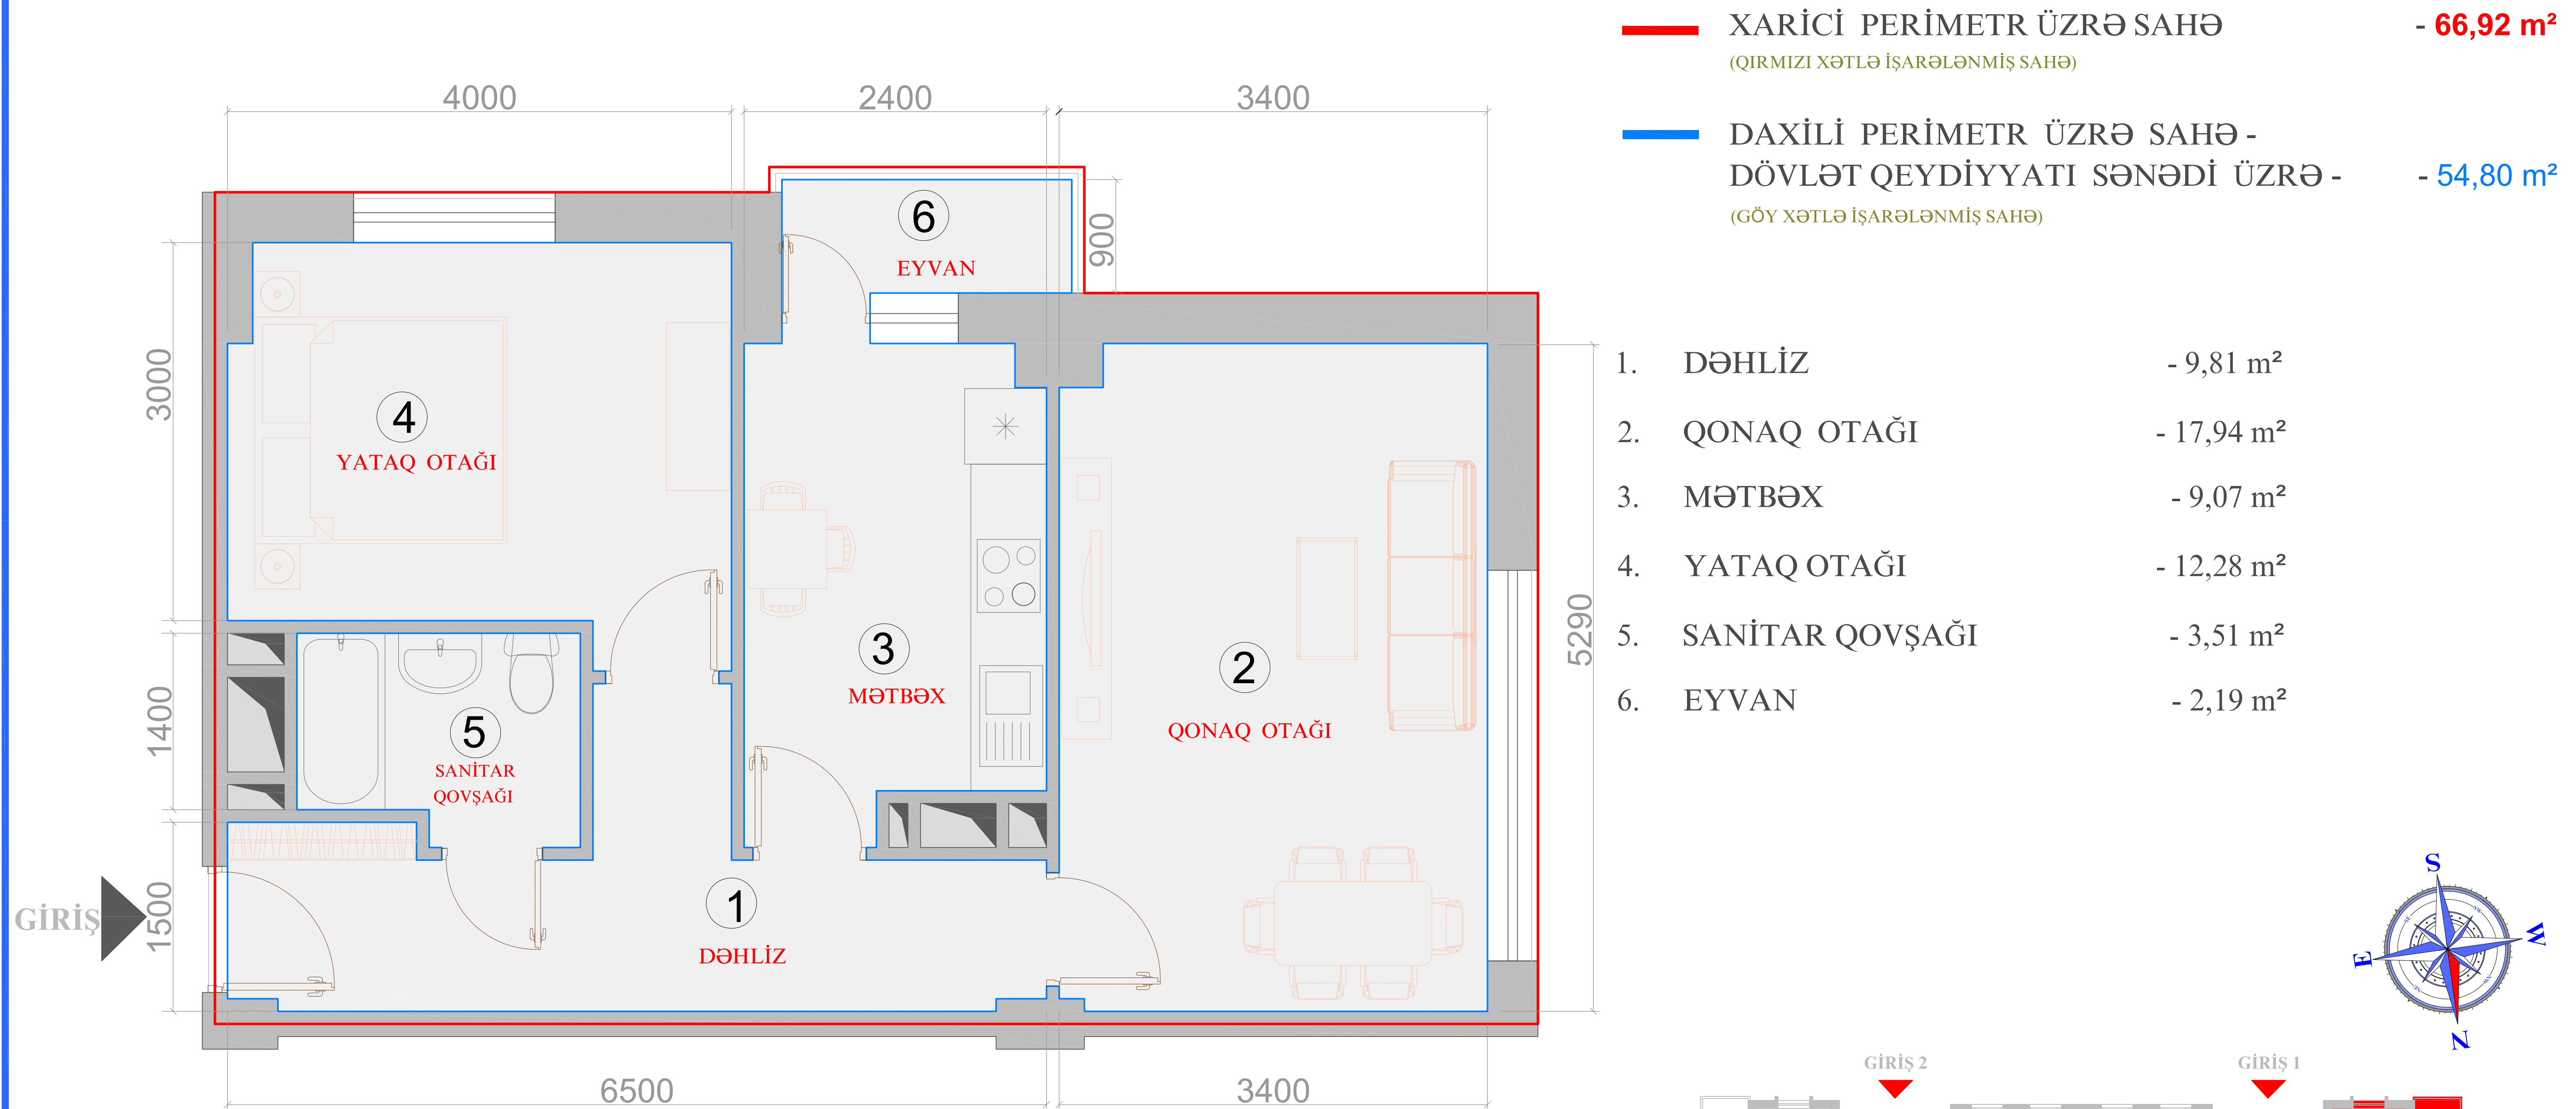 XARİCİ PERİMETR ÜZRƏ SAHƏ - 66,92 m²
(QIRMIZI XƏTLƏ İŞARƏLƏNMİŞ SAHƏ)
DAXİLİ PERİMETR ÜZRƏ SAHƏ -
DÖVLƏT QEYDİYYATI SƏNƏDİ ÜZRƏ - - 54,80 m²
(GÖY XƏTLƏ İŞARƏLƏNMİŞ SAHƏ)
4000
2400
3400
6
EYVAN
900
3000
4
YATAQ OTAĞI
1. DƏHLİZ - 9,81 m²
2. QONAQ OTAĞI - 17,94 m²
3. MƏTBƏX - 9,07 m²
4. YATAQ OTAĞI - 12,28 m²
5. SANİTAR QOVŞAĞI - 3,51 m²
6. EYVAN - 2,19 m²
5290
3
MƏTBƏX
2
QONAQ OTAĞI
1400
5
SANİTAR
QOVŞAĞI
GİRİŞ
1500
1
DƏHLİZ
S
W
E
N
6500
3400
GİRİŞ 2
GİRİŞ 1